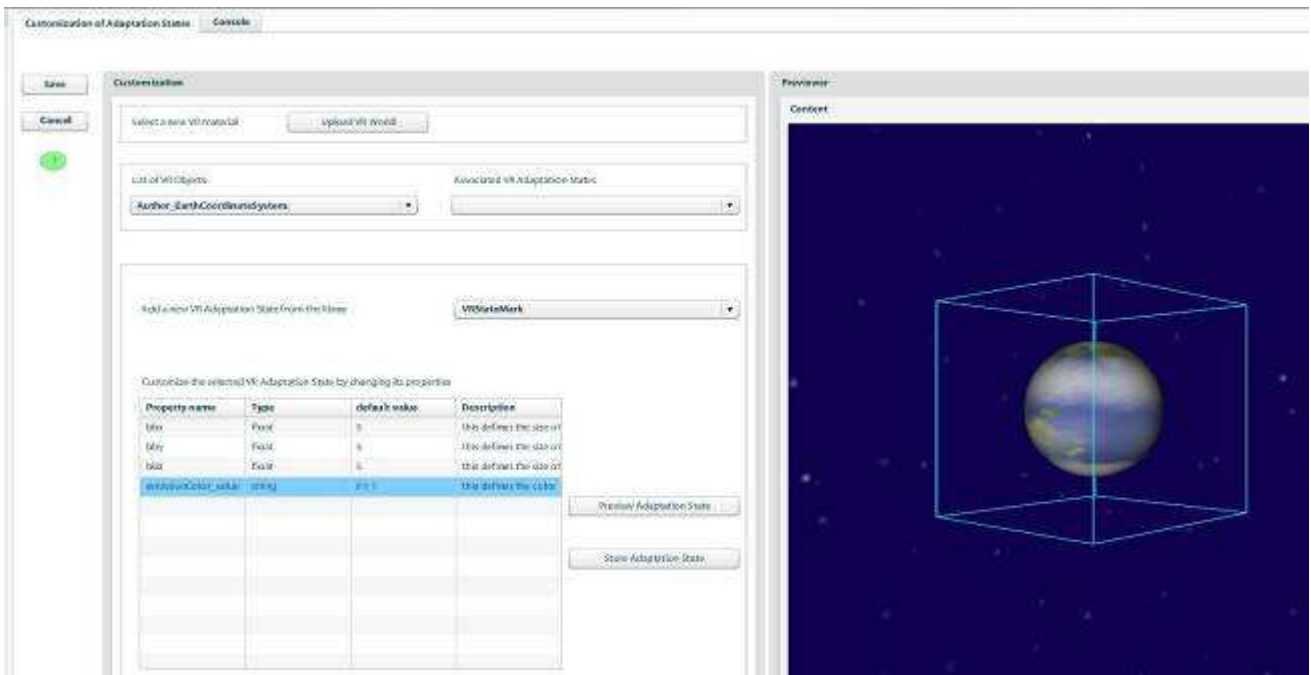 Customization of Adaptation States Console
Save
Cancel
Customization
Select a new VR material Upload VR World
List of VR Objects Associated VR Adaptation States
Author_EarthCoordinateSystem
Add a new VR Adaptation State from the library VRStateMark
Customize the selected VR Adaptation State by changing its properties
Property name Type default value Description
float this defines the size of
float this defines the size of
float this defines the size of
emissiveColor_value string this defines the color
Preview Adaptation State
Store Adaptation State
Previewer
Content